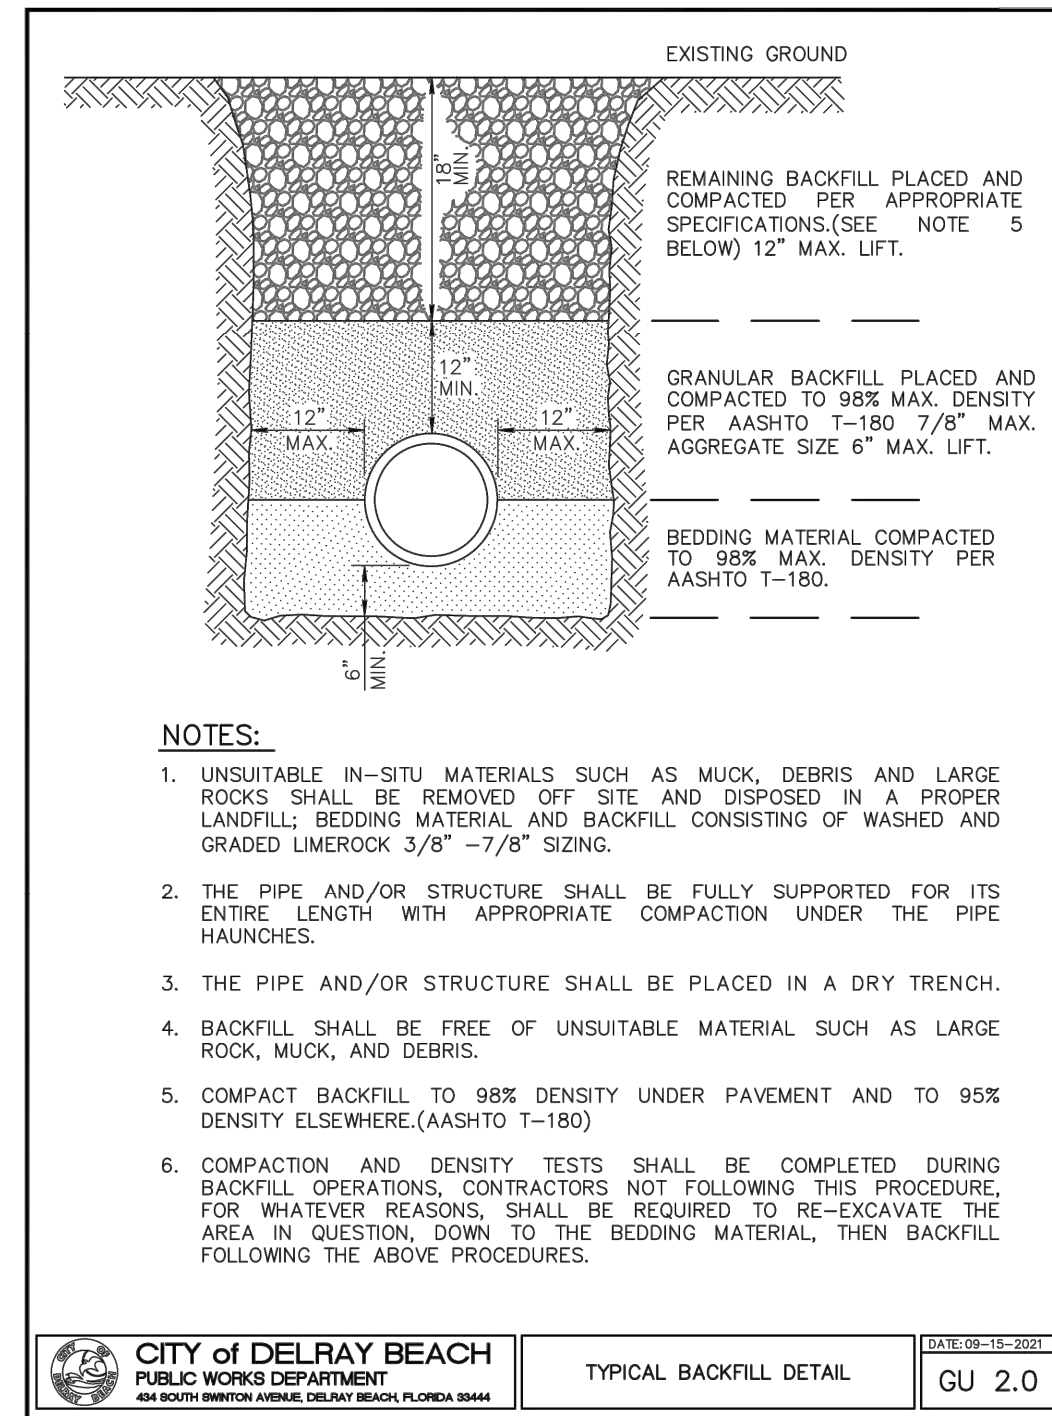 EXISTING GROUND
18"
MIN.
REMAINING BACKFILL PLACED AND
COMPACTED PER APPROPRIATE
SPECIFICATIONS.(SEE NOTE 5
BELOW) 12" MAX. LIFT.
12"
MIN.
12"
MAX.
12"
MAX.
GRANULAR BACKFILL PLACED AND
COMPACTED TO 98% MAX. DENSITY
PER AASHTO T-180 7/8" MAX.
AGGREGATE SIZE 6" MAX. LIFT.
BEDDING MATERIAL COMPACTED
TO 98% MAX. DENSITY PER
AASHTO T-180.
6"
MIN.
NOTES:
1. UNSUITABLE IN-SITU MATERIALS SUCH AS MUCK, DEBRIS AND LARGE
ROCKS SHALL BE REMOVED OFF SITE AND DISPOSED IN A PROPER
LANDFILL; BEDDING MATERIAL AND BACKFILL CONSISTING OF WASHED AND
GRADED LIMEROCK 3/8" -7/8" SIZING.
2. THE PIPE AND/OR STRUCTURE SHALL BE FULLY SUPPORTED FOR ITS
ENTIRE LENGTH WITH APPROPRIATE COMPACTION UNDER THE PIPE
HAUNCHES.
3. THE PIPE AND/OR STRUCTURE SHALL BE PLACED IN A DRY TRENCH.
4. BACKFILL SHALL BE FREE OF UNSUITABLE MATERIAL SUCH AS LARGE
ROCK, MUCK, AND DEBRIS.
5. COMPACT BACKFILL TO 98% DENSITY UNDER PAVEMENT AND TO 95%
DENSITY ELSEWHERE.(AASHTO T-180)
6. COMPACTION AND DENSITY TESTS SHALL BE COMPLETED DURING
BACKFILL OPERATIONS, CONTRACTORS NOT FOLLOWING THIS PROCEDURE,
FOR WHATEVER REASONS, SHALL BE REQUIRED TO RE-EXCAVATE THE
AREA IN QUESTION, DOWN TO THE BEDDING MATERIAL, THEN BACKFILL
FOLLOWING THE ABOVE PROCEDURES.
CITY OF
DELRAY BEACH
CITY of DELRAY BEACH
PUBLIC WORKS DEPARTMENT
434 SOUTH SWINTON AVENUE, DELRAY BEACH, FLORIDA 33444
TYPICAL BACKFILL DETAIL
DATE:09-15-2021
GU 2.0